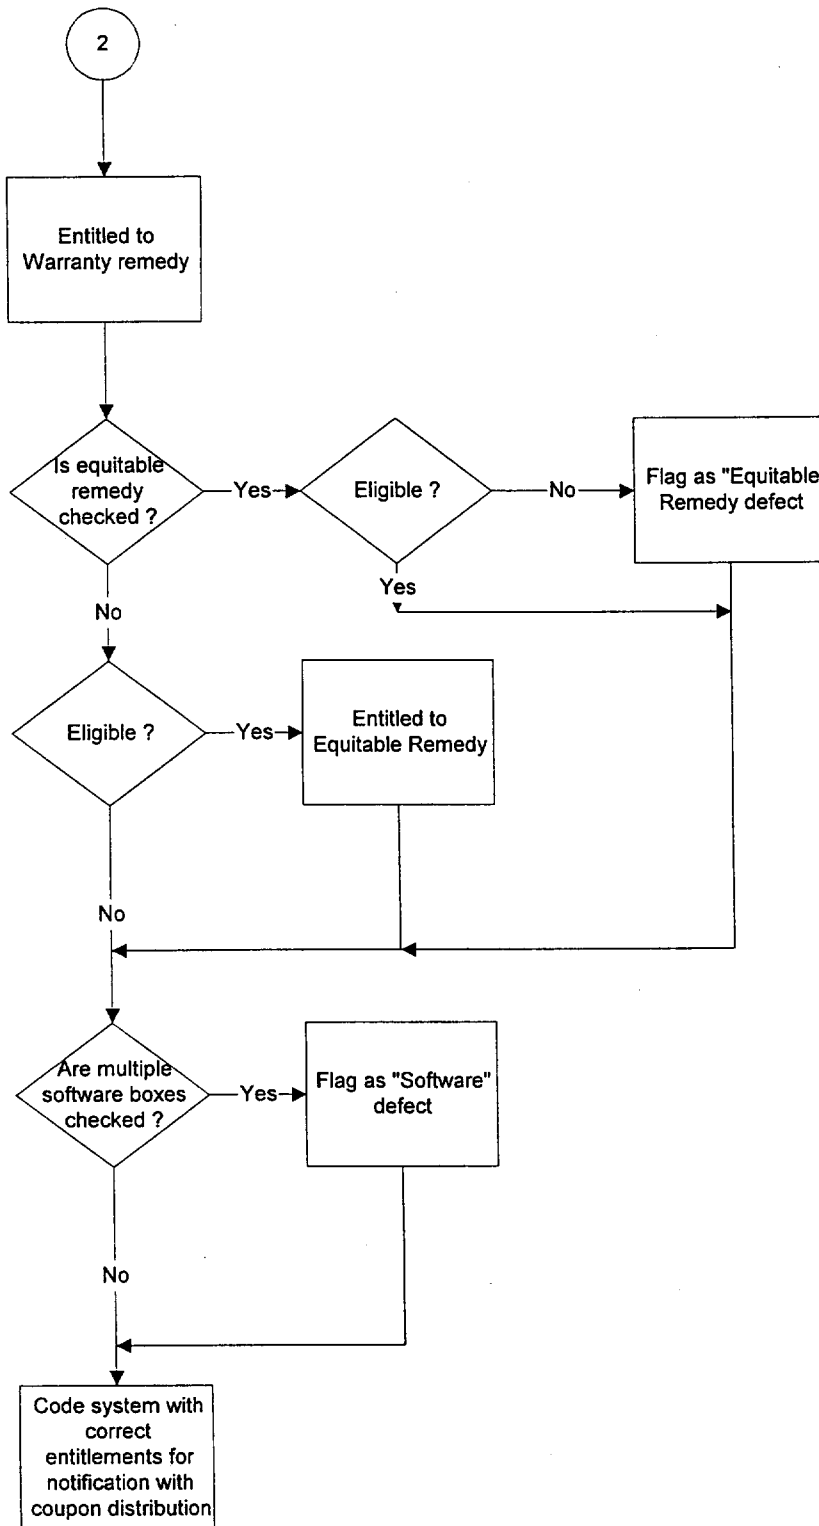 2
Entitled to
Warranty remedy
Is equitable
remedy
checked ?
Yes
Eligible ?
No
Flag as "Equitable
Remedy defect
Yes
No
Eligible ?
Yes
Entitled to
Equitable Remedy
No
Are multiple
software boxes
checked ?
Yes
Flag as "Software"
defect
No
Code system with
correct
entitlements for
notification with
coupon distribution